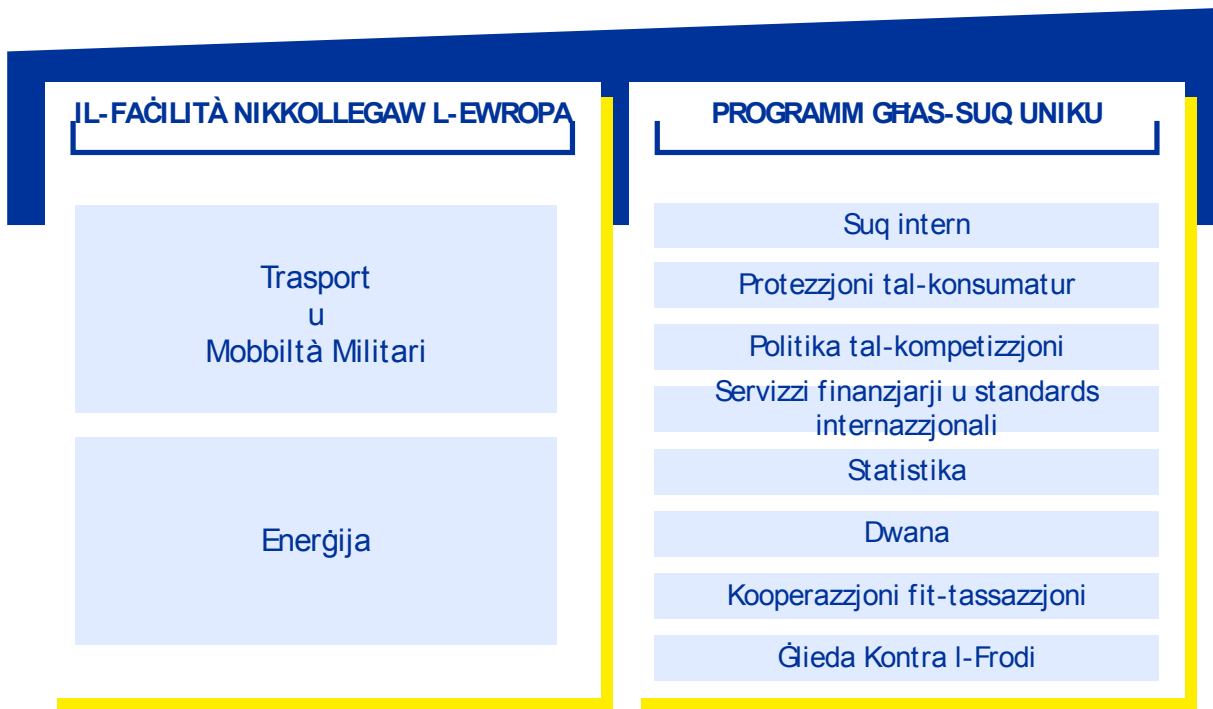 IL-FAĊILITÀ NIKKOLLEGAW L-EWROPA
Trasport
u
Mobbiltà Militari
Enerġija
PROGRAMM GĦAS-SUQ UNIKU
Suq intern
Protezzjoni tal-konsumatur
Politika tal-kompetizzjoni
Servizzi finanzjarji u standards
internazzjonali
Statistika
Dwana
Kooperazzjoni fit-tassazzjoni
Ġlieda Kontra l-Frodi